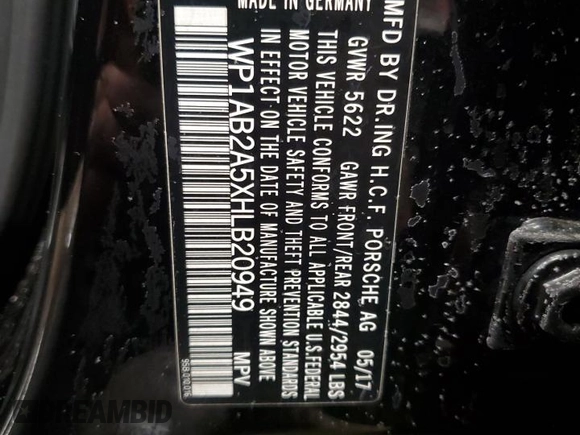 MADE IN GERMANY
MFD BY DR.ING H.C.F. PORSCHE AG 05/17
GVWR 5622 GAWR FRONT/REAR 2844/2954 LBS
THIS VEHICLE CONFORMS TO ALL APPLICABLE U.S.FEDERAL
MOTOR VEHICLE SAFETY AND THEFT PREVENTION STANDARDS
IN EFFECT ON THE DATE OF MANUFACTURE SHOWN ABOVE
WP1AB2A5XHLB20949 MPV
DREAMBID